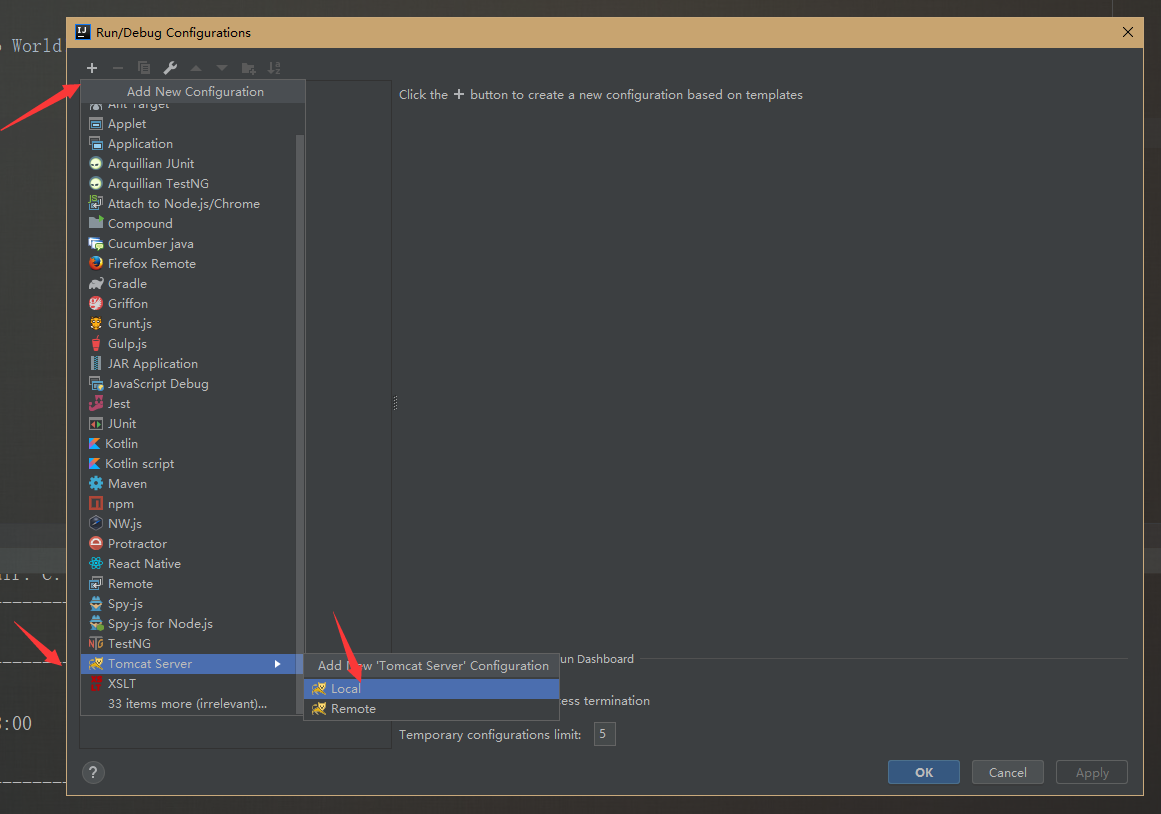 World
Run/Debug Configurations
Add New Configuration
Click the + button to create a new configuration based on templates
Ant Target
Applet
Application
Arquillian JUnit
Arquillian TestNG
Attach to Node.js/Chrome
Compound
Cucumber java
Firefox Remote
Gradle
Griffon
Grunt.js
Gulp.js
JAR Application
JavaScript Debug
Jest
JUnit
Kotlin
Kotlin script
Maven
npm
NW.js
Protractor
React Native
Remote
Spy-js
Spy-js for Node.js
TestNG
Tomcat Server
XSLT
33 items more (irrelevant)...
Add New 'Tomcat Server' Configuration
Local
Remote
un Dashboard
ess termination
:00
Temporary configurations limit: 5
?
OK
Cancel
Apply